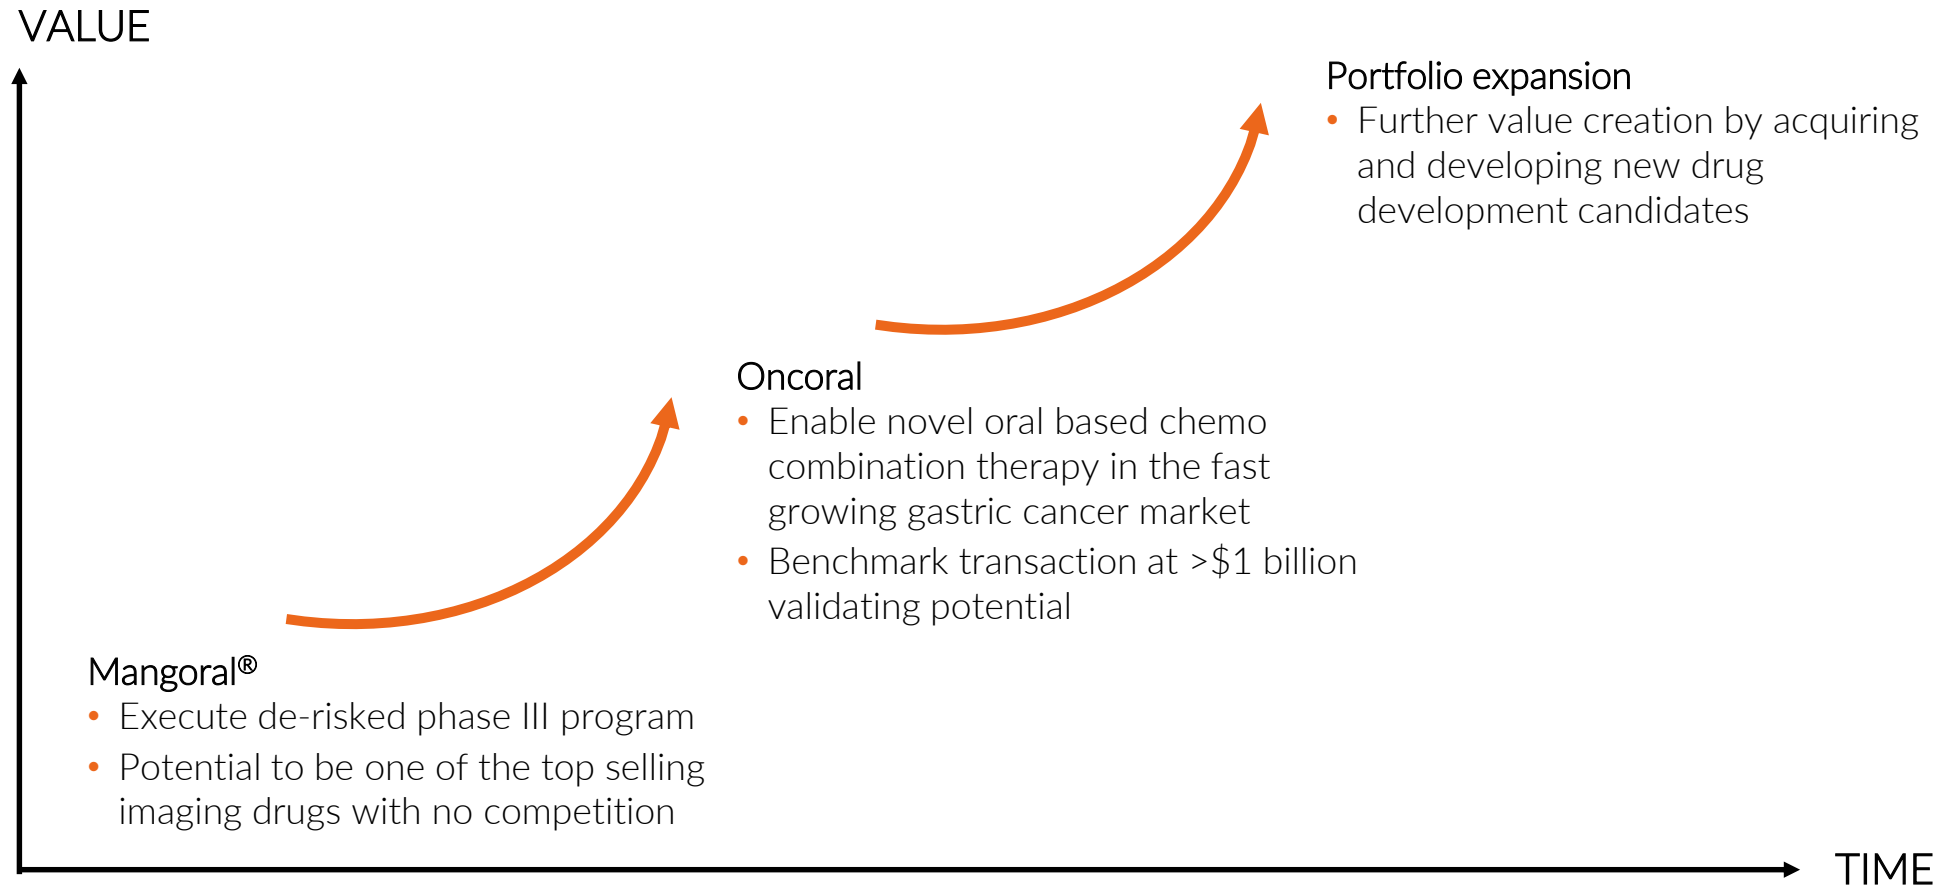 VALUE
Portfolio expansion
• Further value creation by acquiring
and developing new drug
development candidates
Oncoral
• Enable novel oral based chemo
combination therapy in the fast
growing gastric cancer market
• Benchmark transaction at >$1 billion
validating potential
Mangoral®
• Execute de-risked phase III program
• Potential to be one of the top selling
imaging drugs with no competition
TIME